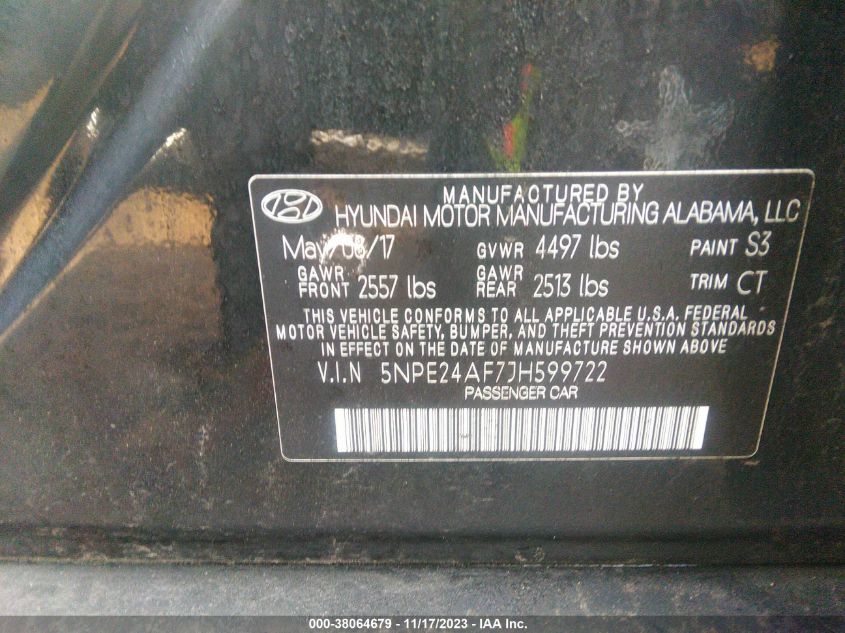 MANUFACTURED BY
HYUNDAI MOTOR MANUFACTURING ALABAMA, LLC
May/08/17 GVWR 4497 lbs PAINT S3
GAWR FRONT 2557 lbs GAWR REAR 2513 lbs TRIM CT
THIS VEHICLE CONFORMS TO ALL APPLICABLE U.S.A. FEDERAL
MOTOR VEHICLE SAFETY, BUMPER, AND THEFT PREVENTION STANDARDS
IN EFFECT ON THE DATE OF MANUFACTURE SHOWN ABOVE
V.I.N 5NPE24AF7JH599722
PASSENGER CAR
000-38064679 - 11/17/2023 - IAA Inc.